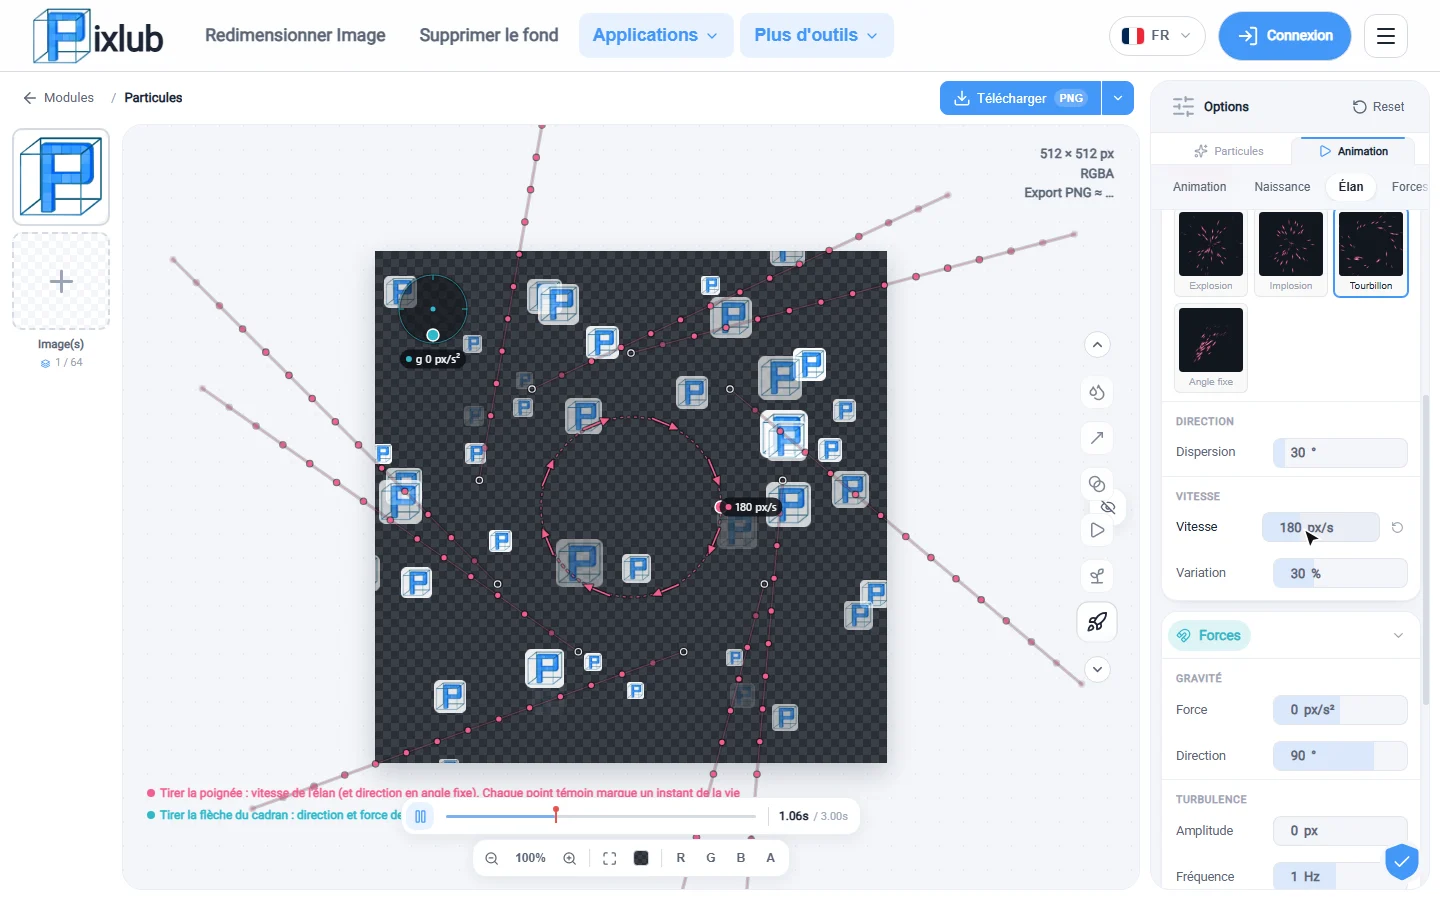 Pixlub
Redimensionner Image
Supprimer le fond
Applications
Plus d'outils
FR
Connexion
Modules / Particules
Télécharger PNG
Options
Reset
Particules
Animation
Animation
Naissance
Élan
Forces
512 × 512 px
RGBA
Export PNG ≈ ...
Image(s)
1 / 64
Explosion
Implosion
Tourbillon
Angle fixe
g 0 px/s²
180 px/s
DIRECTION
Dispersion
30 °
VITESSE
Vitesse
180 px/s
Variation
30 %
Forces
GRAVITÉ
Force
0 px/s²
Direction
90 °
TURBULENCE
Amplitude
0 px
Fréquence
1 Hz
Tirer la poignée : vitesse de l'élan (et direction en angle fixe). Chaque point témoin marque un instant de la vie
Tirer la flèche du cadran : direction et force de
1.06s / 3.00s
100%
R G B A